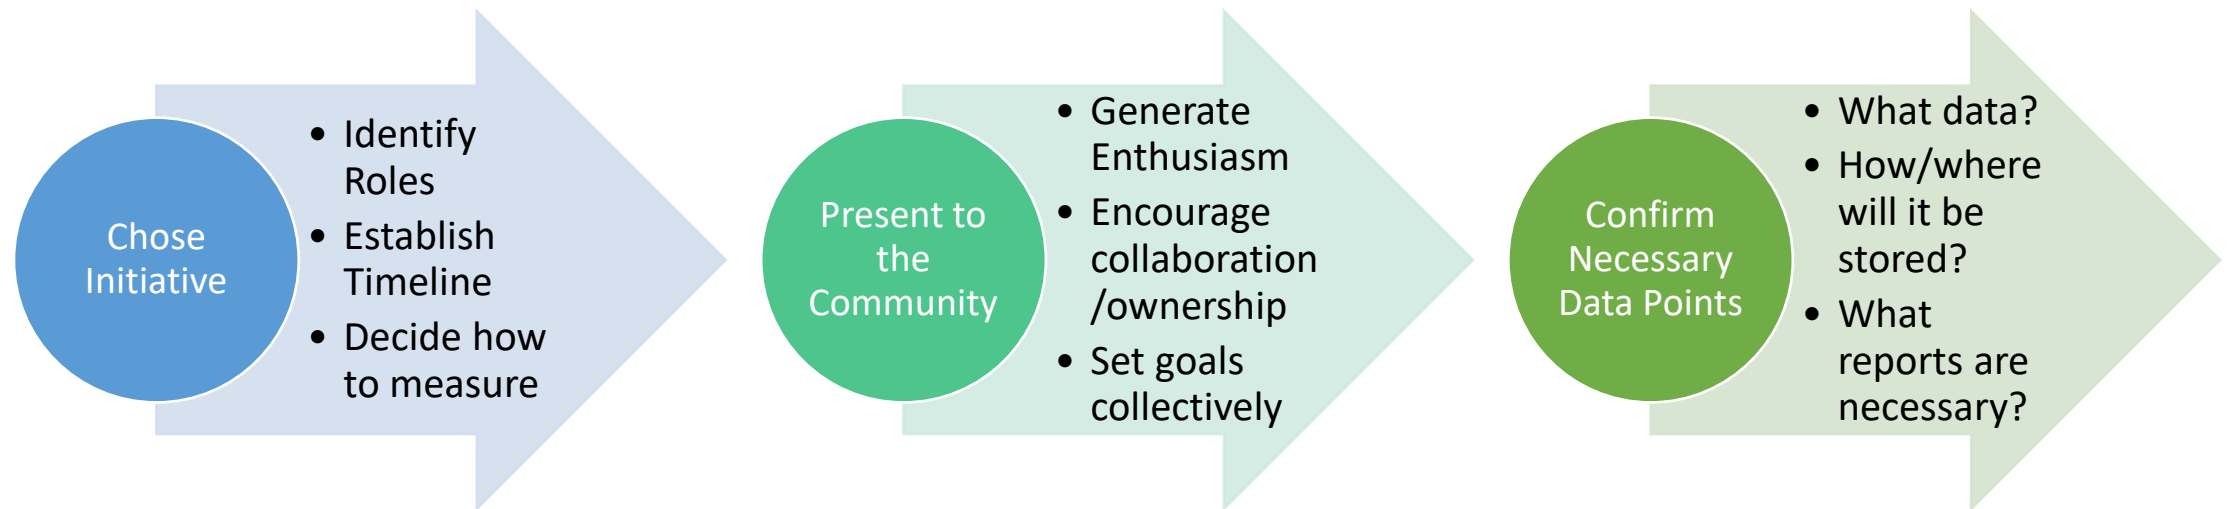 Chose
Initiative
• Identify
Roles
• Establish
Timeline
• Decide how
to measure
Present to
the
Community
• Generate
Enthusiasm
• Encourage
collaboration
/ownership
• Set goals
collectively
Confirm
Necessary
Data Points
• What data?
• How/where
will it be
stored?
• What
reports are
necessary?